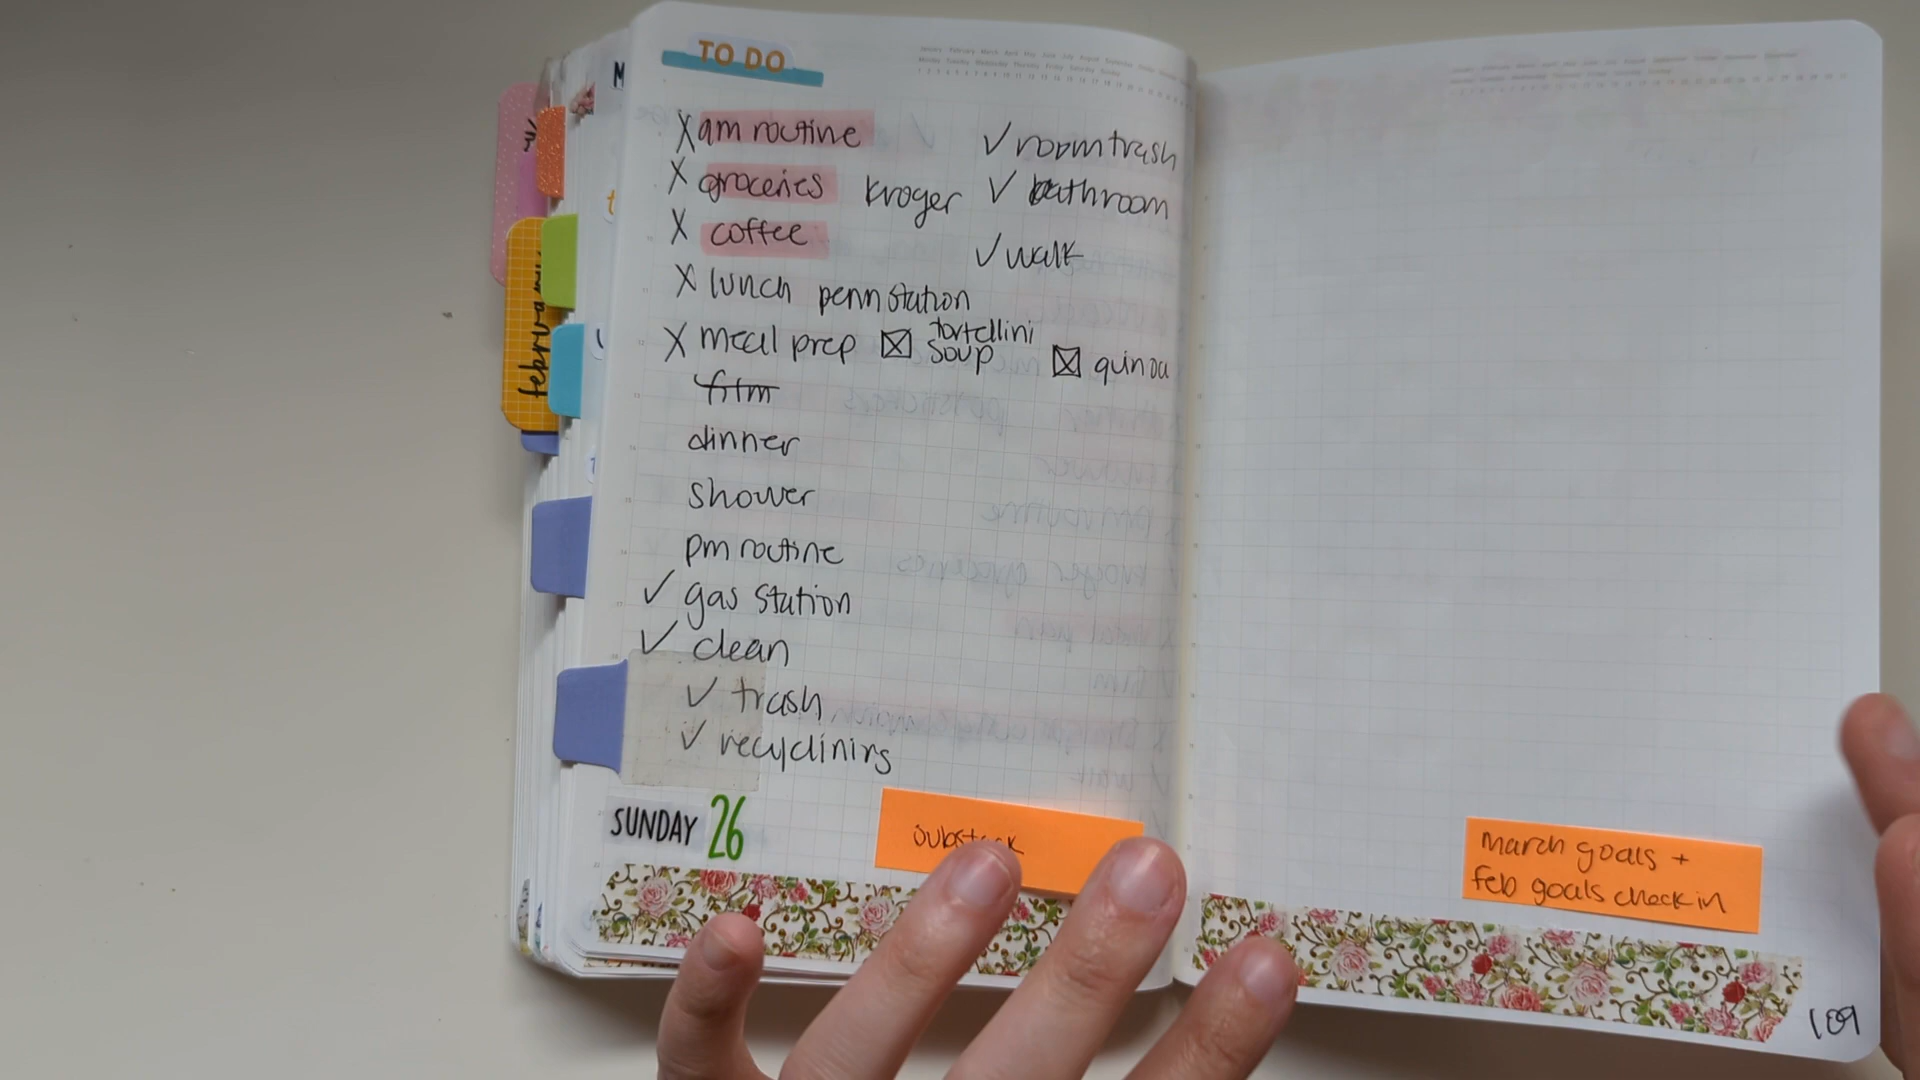 TO DO
X am routine
X groceries kroger
X coffee
X lunch penn station
X meal prep ☒ tortellini soup ☒ quinoa
film
dinner
shower
pm routine
✓ gas station
✓ clean
✓ trash
✓ recyclinirs
✓ room trash
✓ bathroom
✓ walk
SUNDAY 26
march goals +
feb goals check in
109